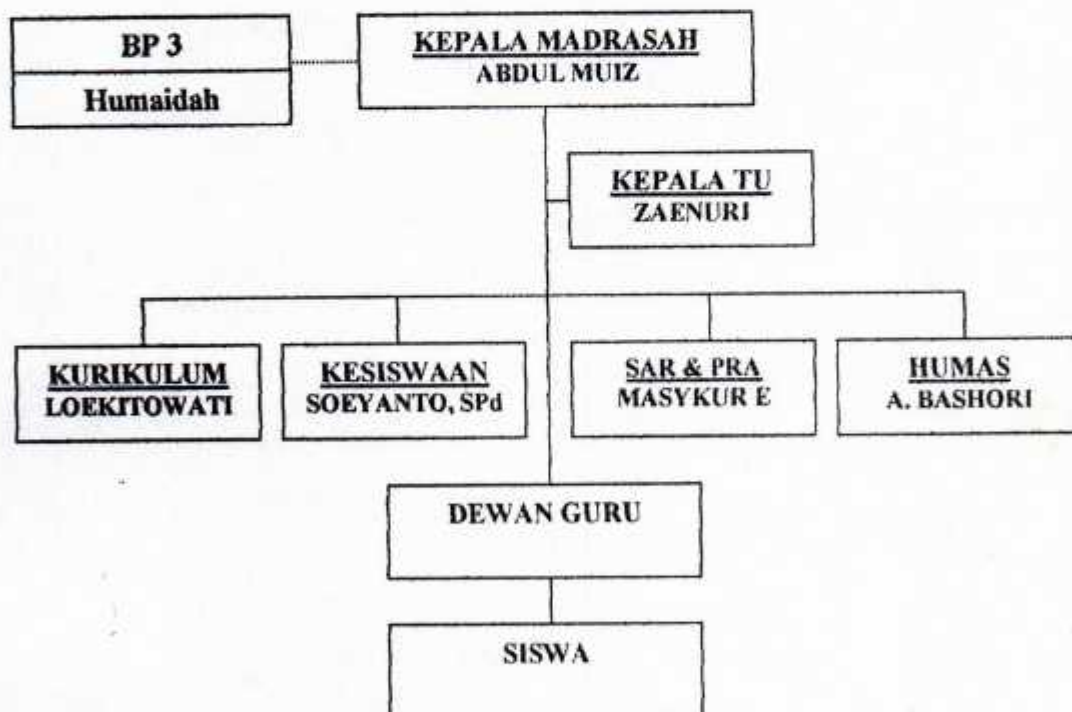 BP 3
Humaidah
KEPALA MADRASAH
ABDUL MUIZ
KEPALA TU
ZAENURI
KURIKULUM
LOEKITOWATI
KESISWAAN
SOEYANTO, SPd
SAR & PRA
MASYKUR E
HUMAS
A. BASHORI
DEWAN GURU
SISWA